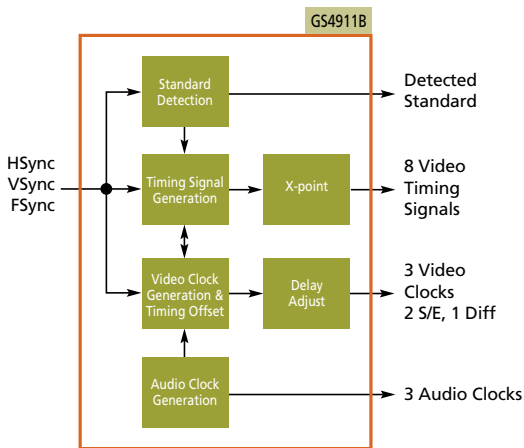 GS4911B
Standard
Detection
Detected
Standard
HSync
VSync
FSync
Timing Signal
Generation
X-point
8 Video
Timing
Signals
Video Clock
Generation &
Timing Offset
Delay
Adjust
3 Video
Clocks
2 S/E, 1 Diff
Audio Clock
Generation
3 Audio Clocks